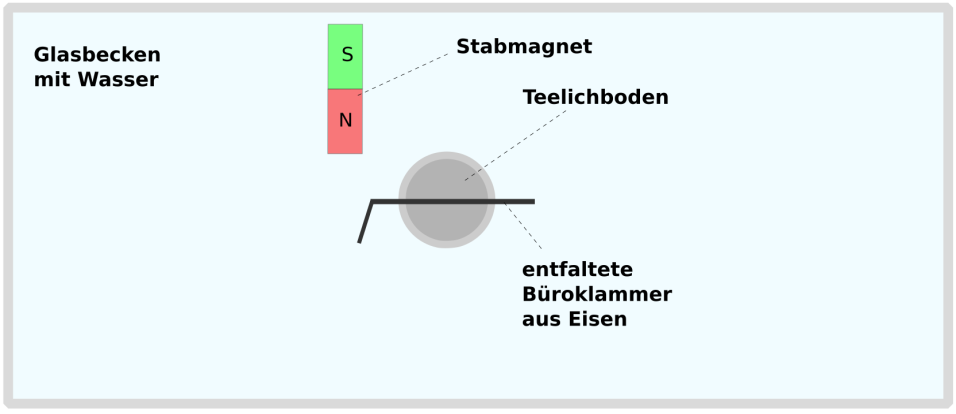 Glasbecken
mit Wasser
S
N
Stabmagnet
Teelichboden
entfaltete
Büroklammer
aus Eisen